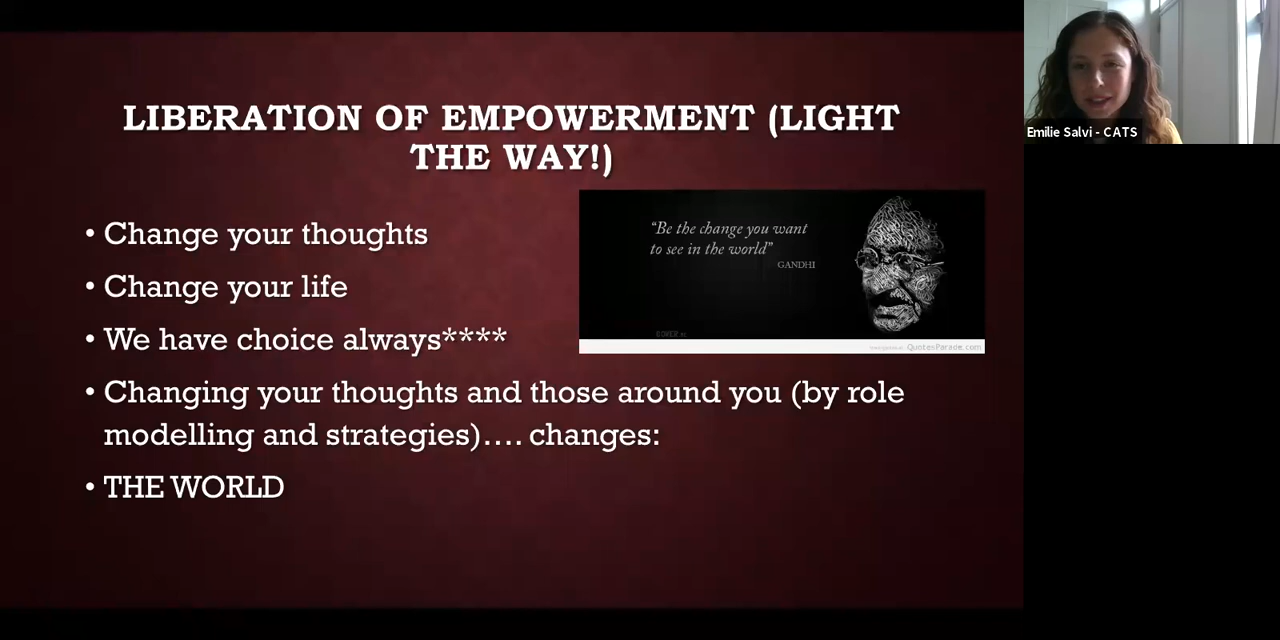 LIBERATION OF EMPOWERMENT (LIGHT
THE WAY!)
• Change your thoughts
• Change your life
• We have choice always****
• Changing your thoughts and those around you (by role
modelling and strategies)…. changes:
• THE WORLD
“Be the change you want
to see in the world”
GANDHI
QuotesParade.com
Emilie Salvi - CATS